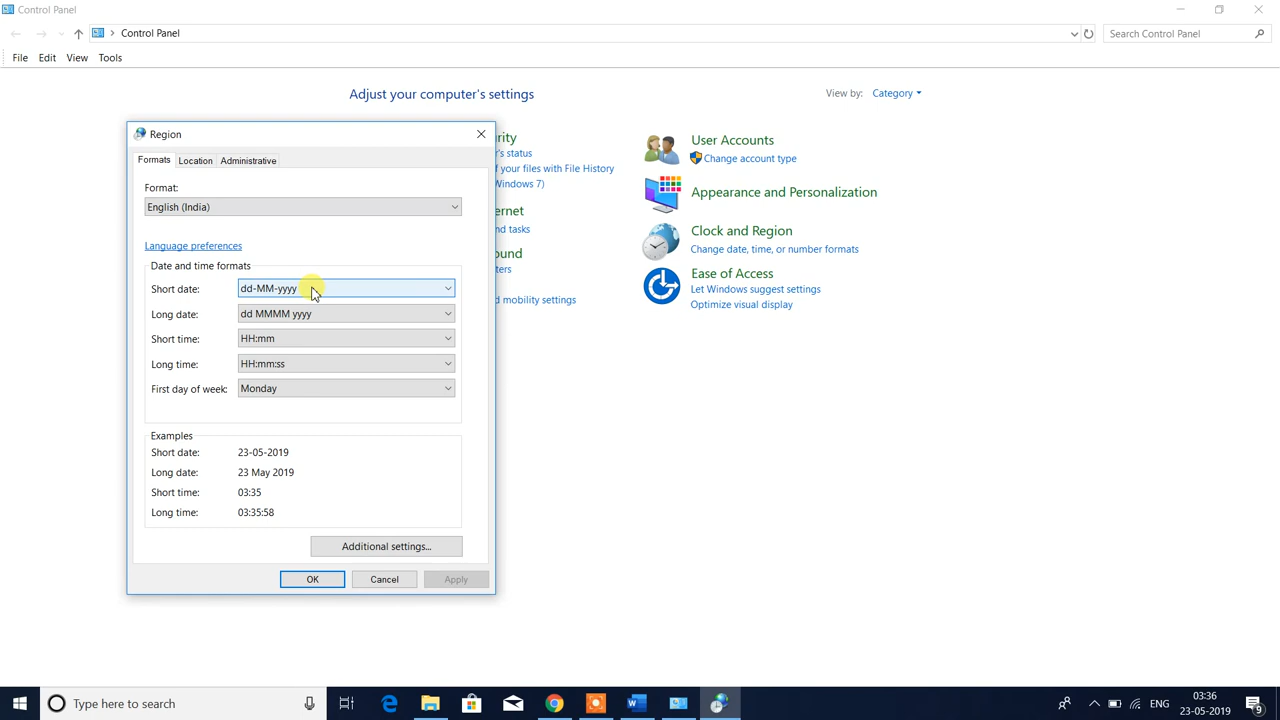 Control Panel
Control Panel
Search Control Panel
File Edit View Tools
Adjust your computer's settings
View by: Category
Region
Formats Location Administrative
Format:
English (India)
Language preferences
Date and time formats
Short date: dd-MM-yyyy
Long date: dd MMMM yyyy
Short time: HH:mm
Long time: HH:mm:ss
First day of week: Monday
Examples
Short date: 23-05-2019
Long date: 23 May 2019
Short time: 03:35
Long time: 03:35:58
Additional settings...
OK Cancel Apply
rity
r's status
f your files with File History
Windows 7)
ernet
nd tasks
ound
ters
d mobility settings
User Accounts
Change account type
Appearance and Personalization
Clock and Region
Change date, time, or number formats
Ease of Access
Let Windows suggest settings
Optimize visual display
Type here to search
ENG
03:36
23-05-2019
9